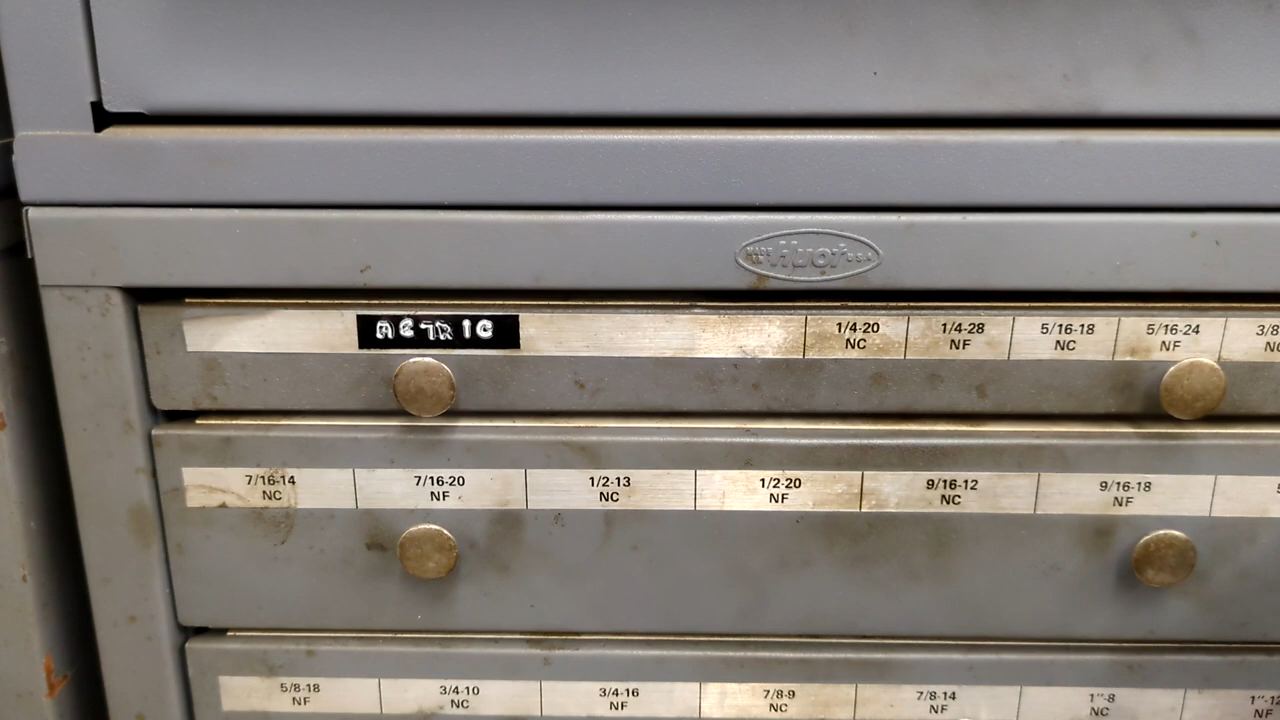 MADE IN Huot U.S.A.
METRIC
1/4-20 NC
1/4-28 NF
5/16-18 NC
5/16-24 NF
7/16-14 NC
7/16-20 NF
1/2-13 NC
1/2-20 NF
9/16-12 NC
9/16-18 NF
5/8-18 NF
3/4-10 NC
3/4-16 NF
7/8-9 NC
7/8-14 NF
1"-8 NC